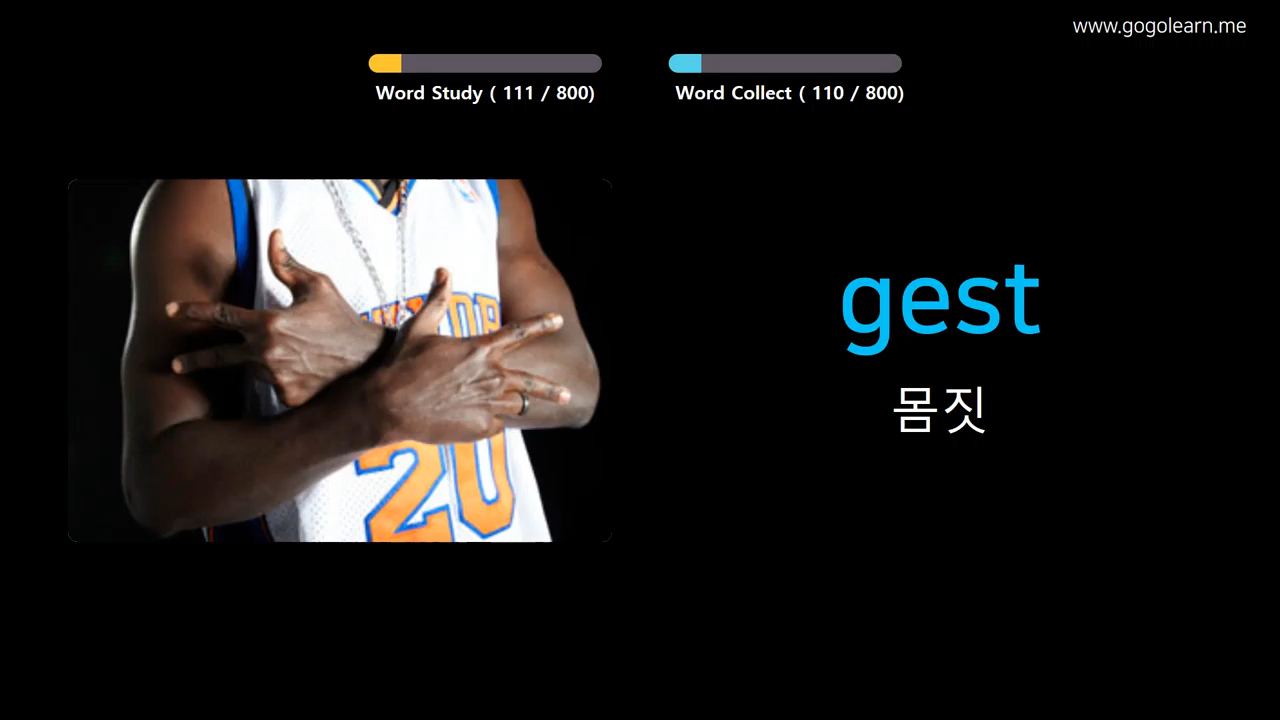 www.gogolearn.me
Word Study ( 111 / 800)
Word Collect ( 110 / 800)
gest
몸짓
20